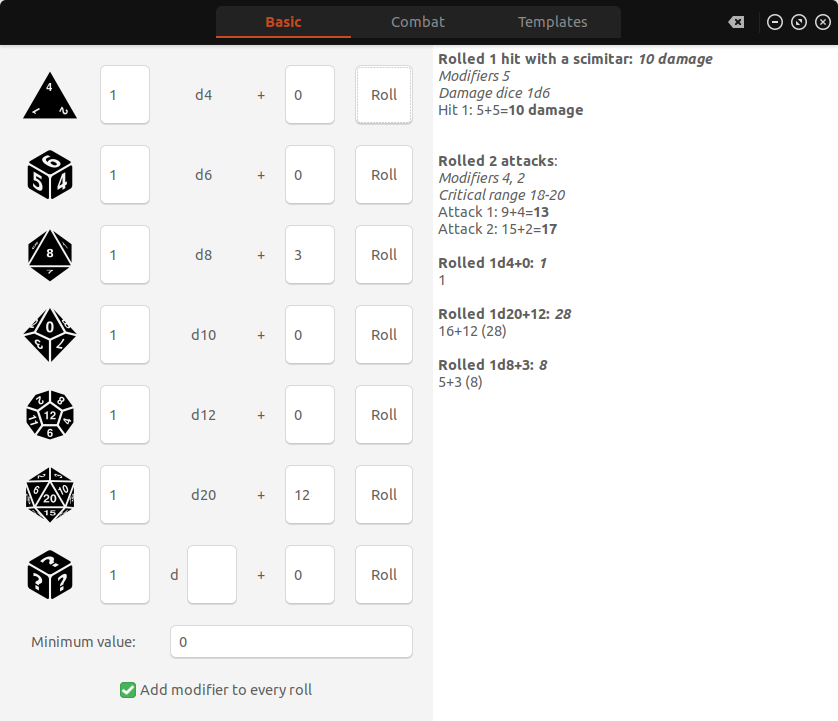 Basic Combat Templates
4 1 2 1 d4 + 0 Roll
6 5 4 1 d6 + 0 Roll
8 1 d8 + 3 Roll
0 1 d10 + 0 Roll
12 1 d12 + 0 Roll
20 1 d20 + 12 Roll
? ? ? 1 d + 0 Roll
Minimum value: 0
Add modifier to every roll
Rolled 1 hit with a scimitar: 10 damage
Modifiers 5
Damage dice 1d6
Hit 1: 5+5=10 damage
Rolled 2 attacks:
Modifiers 4, 2
Critical range 18-20
Attack 1: 9+4=13
Attack 2: 15+2=17
Rolled 1d4+0: 1
1
Rolled 1d20+12: 28
16+12 (28)
Rolled 1d8+3: 8
5+3 (8)